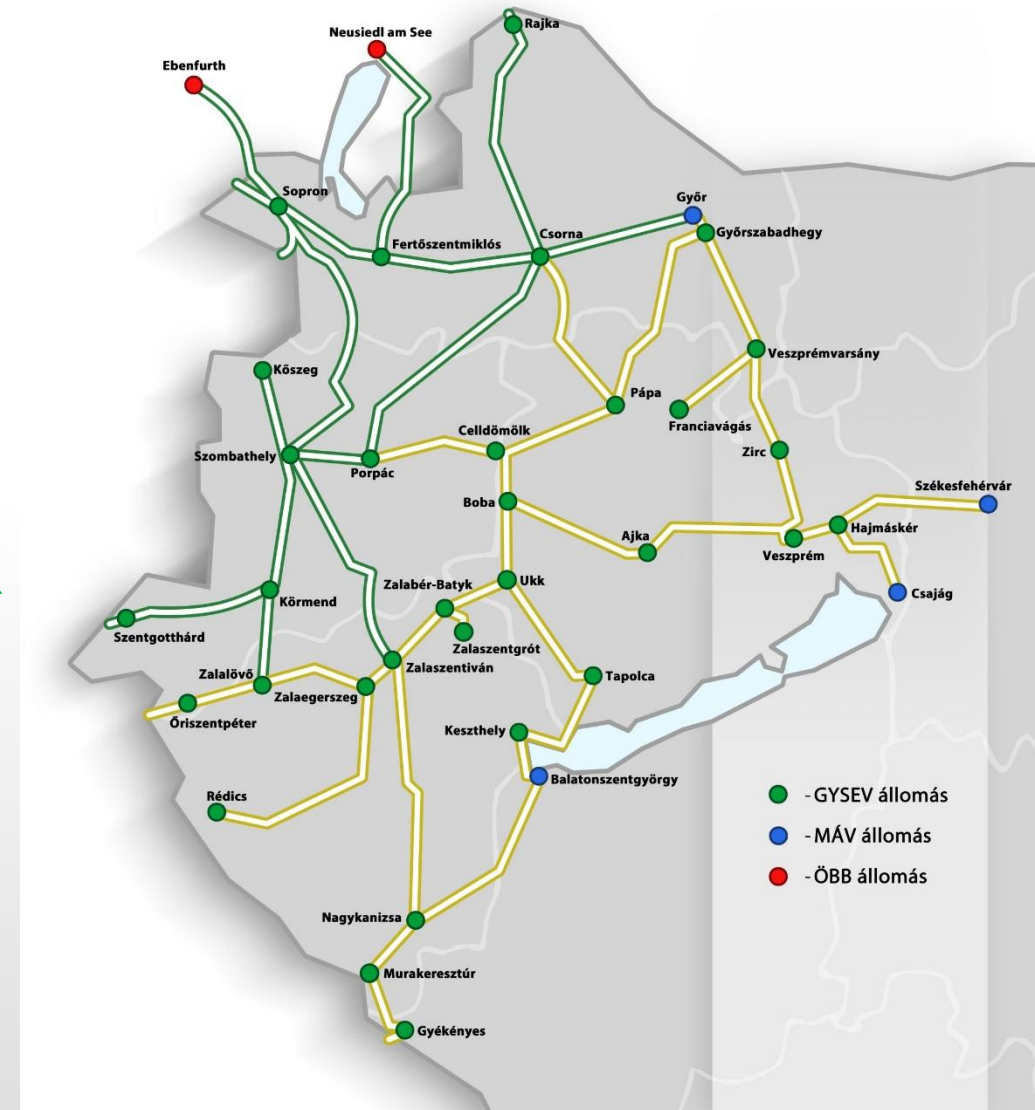 Rajka
Neusiedl am See
Ebenfurth
Sopron
Győr
Győrszabadhegy
Csorna
Fertőszentmiklós
Veszprémvarsány
Kőszeg
Pápa
Franciavágás
Celldömölk
Zirc
Szombathely
Porpác
Székesfehérvár
Boba
Hajmáskér
Ajka
Veszprém
Csajág
Zalabér-Batyk
Ukk
Körmend
Szentgotthárd
Zalaszentgrót
Zalaszentiván
Zalalövő
Zalaegerszeg
Tapolca
Őriszentpéter
Keszthely
Balatonszentgyörgy
Rédics
- GYSEV állomás
- MÁV állomás
- ÖBB állomás
Nagykanizsa
Murakeresztúr
Gyékényes